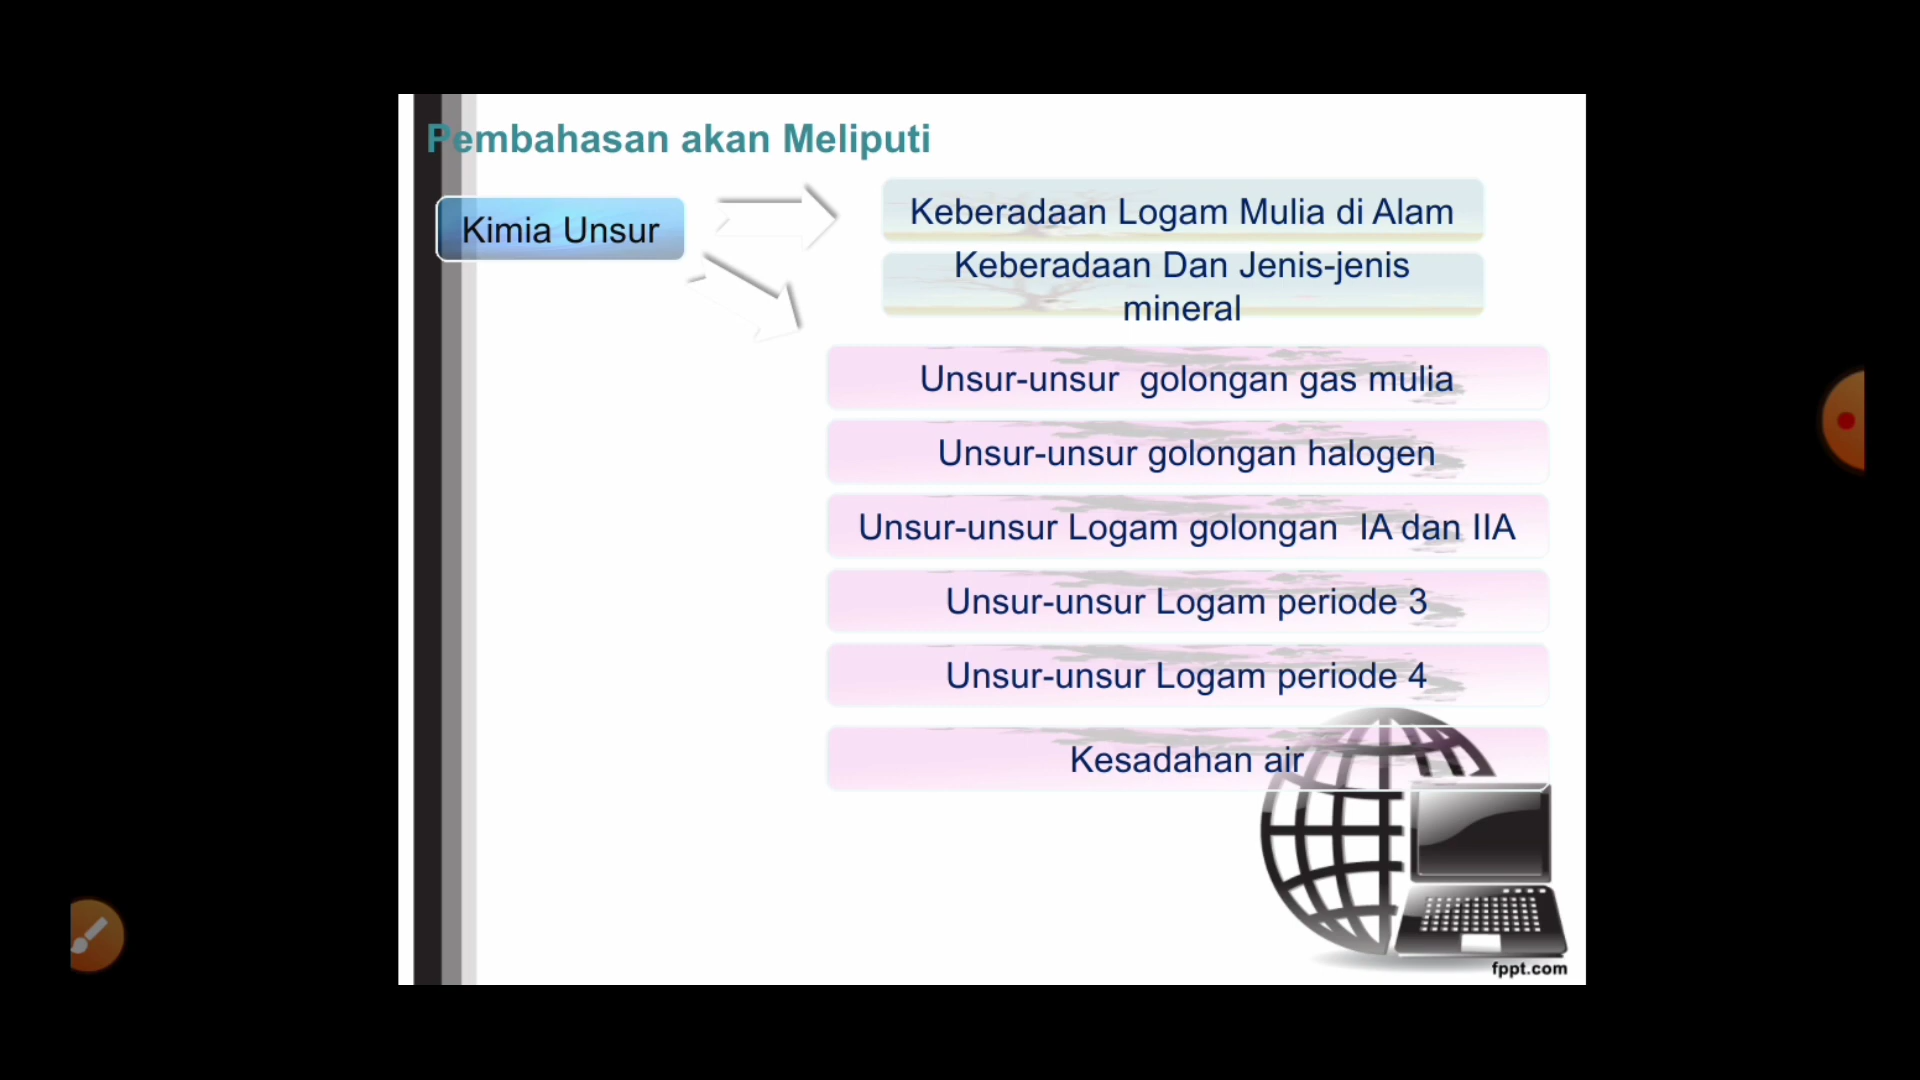 Pembahasan akan Meliputi
Kimia Unsur
Keberadaan Logam Mulia di Alam
Keberadaan Dan Jenis-jenis
mineral
Unsur-unsur  golongan gas mulia
Unsur-unsur golongan halogen
Unsur-unsur Logam golongan  IA dan IIA
Unsur-unsur Logam periode 3
Unsur-unsur Logam periode 4
Kesadahan air
fppt.com